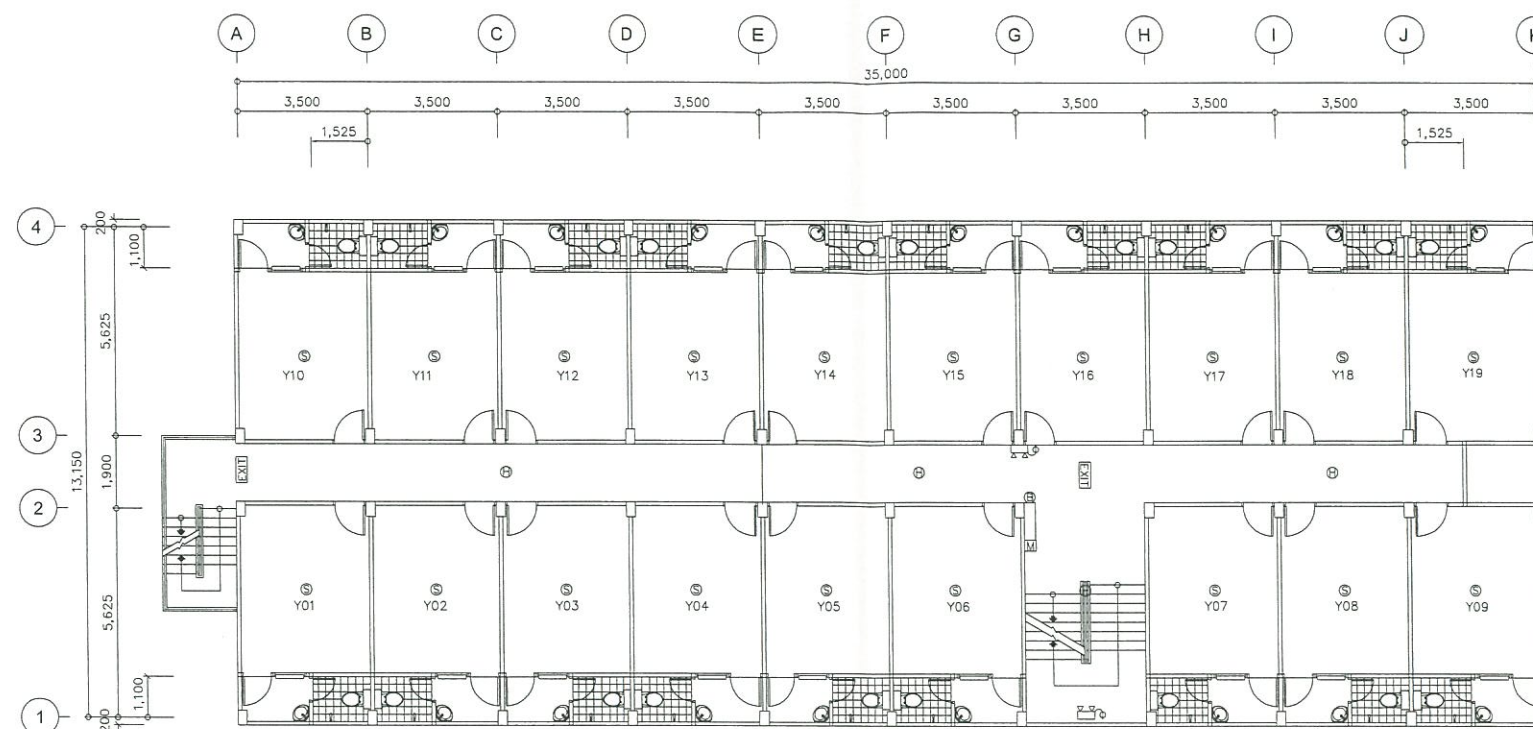 A B C D E F G H I J
35,000
3,500 3,500 3,500 3,500 3,500 3,500 3,500 3,500 3,500 3,500
1,525 1,525
4
200
1,100
5,625
S S S S S S S S S S
Y10 Y11 Y12 Y13 Y14 Y15 Y16 Y17 Y18 Y19
3
13,150
1,900
EXIT H H EXIT H
2
H
M
5,625
S S S S S S S S S
Y01 Y02 Y03 Y04 Y05 Y06 Y07 Y08 Y09
H
1,100
1
200